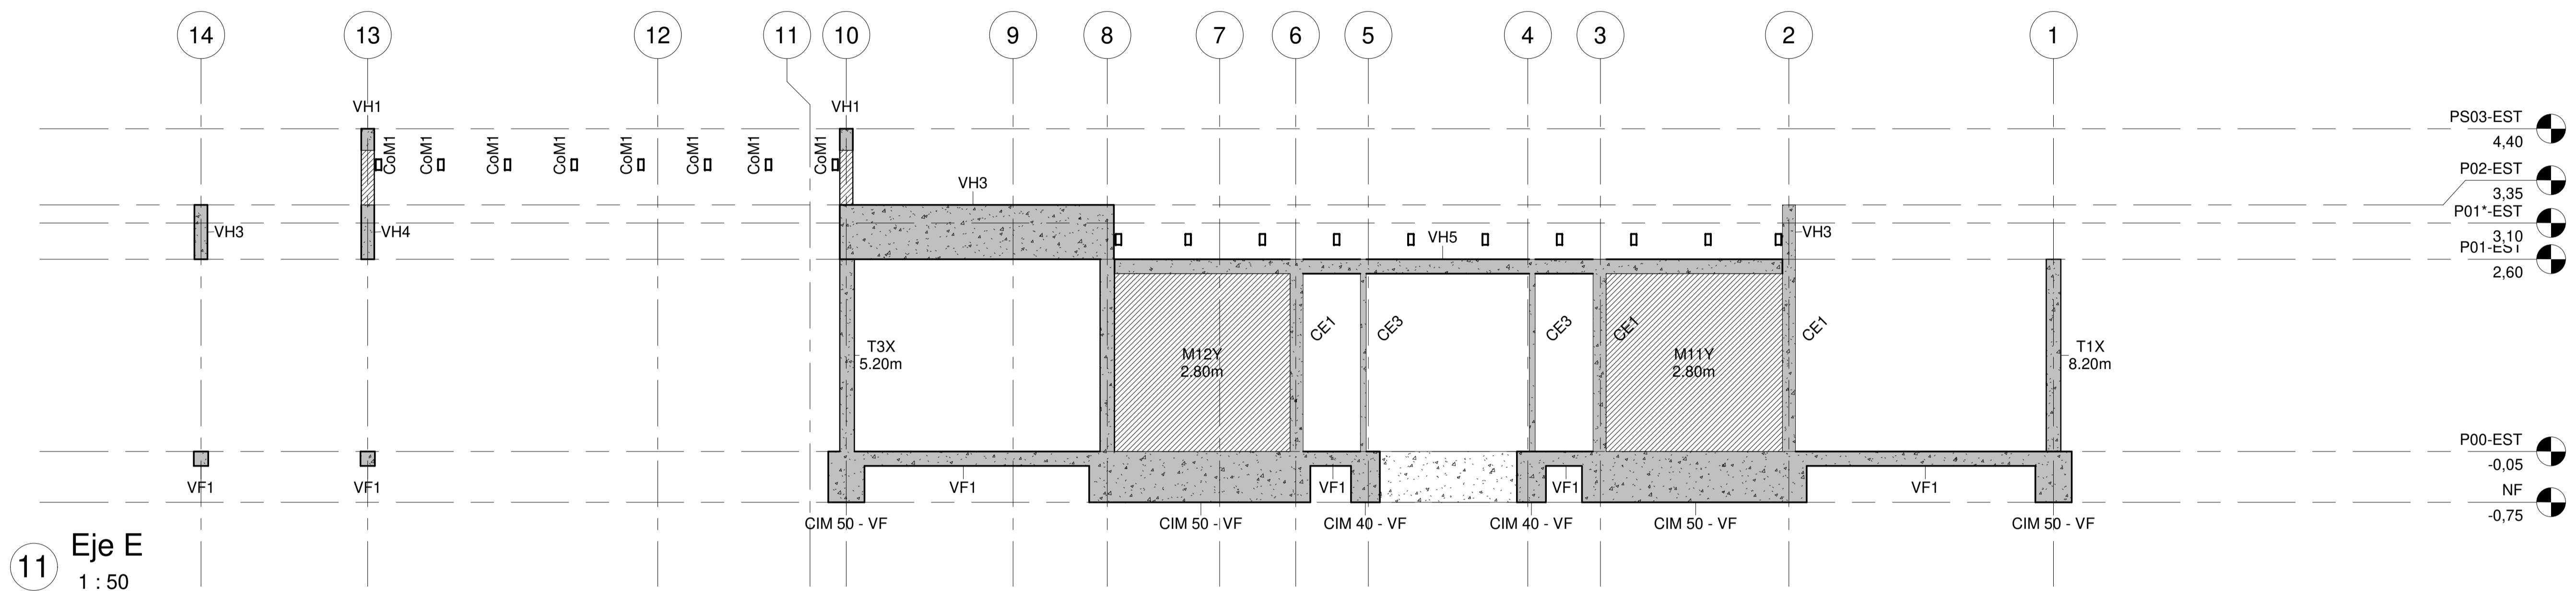 14 13 12 11 10 9 8 7 6 5 4 3 2 1
VH1 VH1
PS03-EST
4,40
CoM1 CoM1 CoM1 CoM1 CoM1 CoM1 CoM1 CoM1
P02-EST
3,35
VH3
P01*-EST
3,10
VH3 VH4 VH5 VH3
P01-EST
2,60
CE1 CE3 CE3 CE1 CE1
T3X
5.20m
M12Y
2.80m
M11Y
2.80m
T1X
8.20m
P00-EST
-0,05
VF1 VF1 VF1 VF1 VF1 VF1
NF
-0,75
CIM 50 - VF CIM 50 - VF CIM 40 - VF CIM 40 - VF CIM 50 - VF CIM 50 - VF
11 Eje E
1 : 50